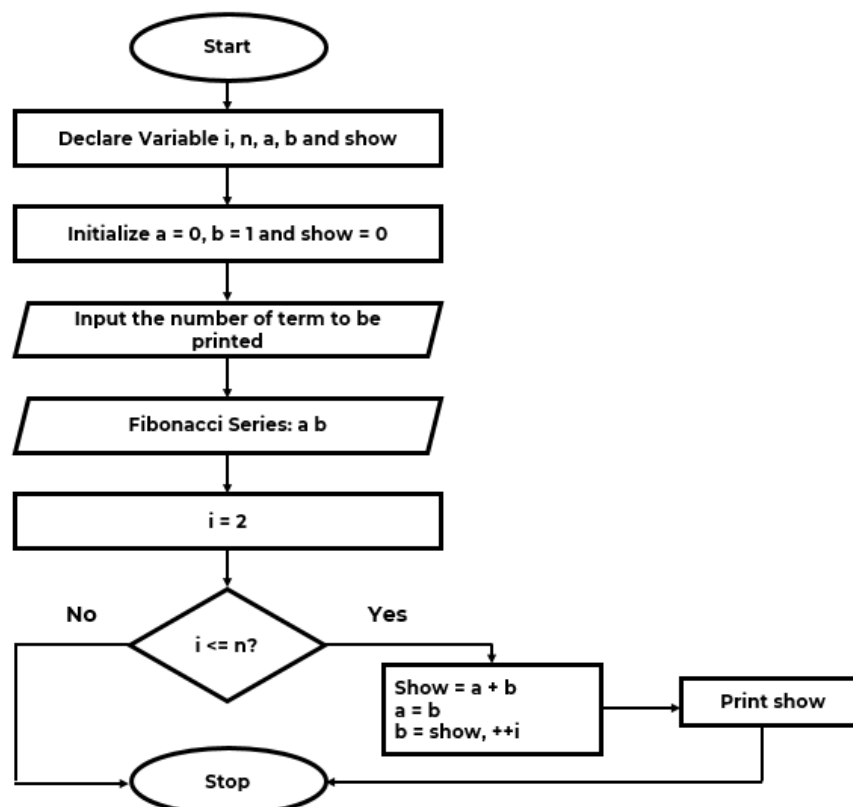 Start
Declare Variable i, n, a, b and show
Initialize a = 0, b = 1 and show = 0
Input the number of term to be
printed
Fibonacci Series: a b
i = 2
No
Yes
i <= n?
Show = a + b
a = b
b = show, ++i
Print show
Stop